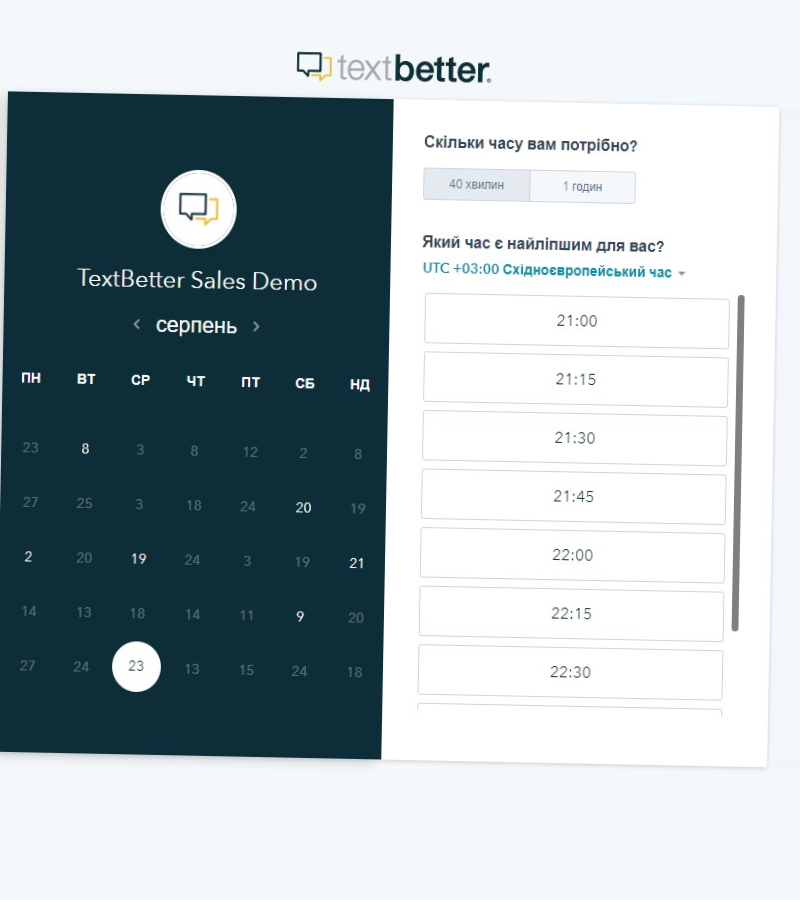 textbetter.
TextBetter Sales Demo
серпень
ПН ВТ СР ЧТ ПТ СБ НД
23 8 3 8 12 2 8
27 25 3 18 24 20 19
2 20 19 24 3 19 21
14 13 18 14 11 9 20
27 24 23 13 15 24 18
Скільки часу вам потрібно?
40 хвилин 1 годин
Який час є найліпшим для вас?
UTC +03:00 Східноєвропейський час
21:00
21:15
21:30
21:45
22:00
22:15
22:30